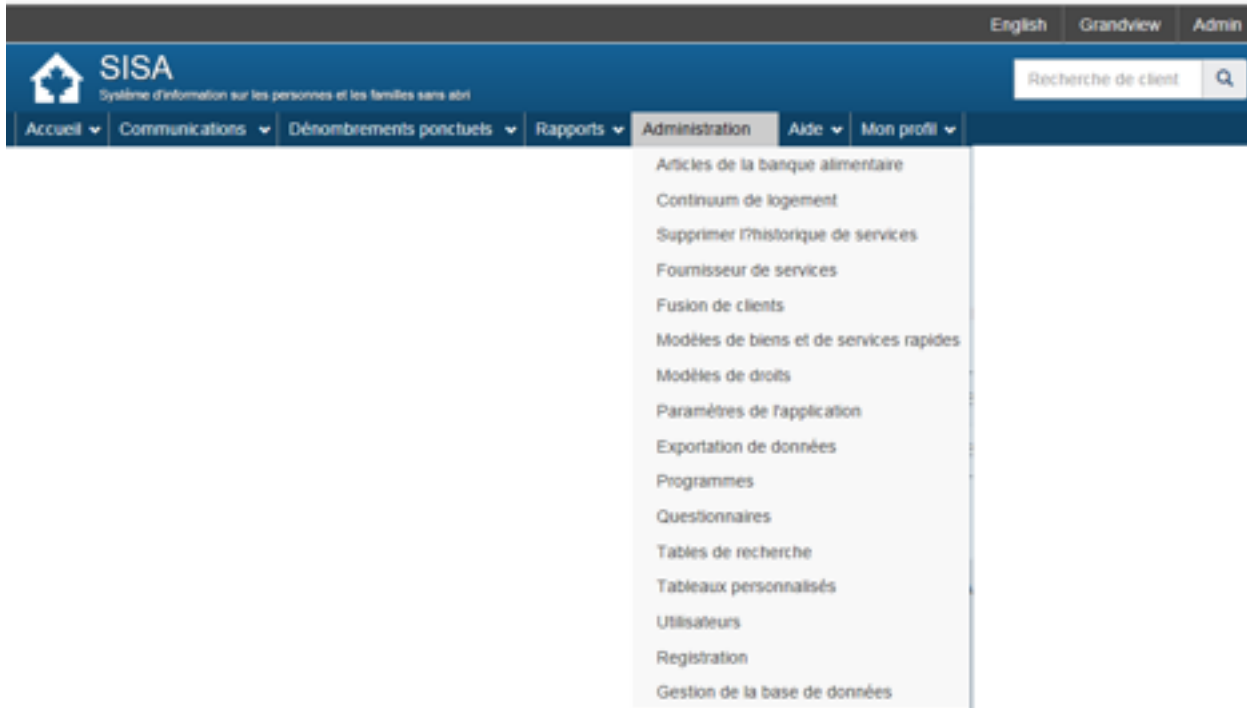 English Grandview Admin
SISA
Système d'information sur les personnes et les familles sans abri
Recherche de client
Accueil Communications Dénombrements ponctuels Rapports Administration Aide Mon profil
Articles de la banque alimentaire
Continuum de logement
Supprimer l?historique de services
Fournisseur de services
Fusion de clients
Modèles de biens et de services rapides
Modèles de droits
Paramètres de l'application
Exportation de données
Programmes
Questionnaires
Tables de recherche
Tableaux personnalisés
Utilisateurs
Registration
Gestion de la base de données